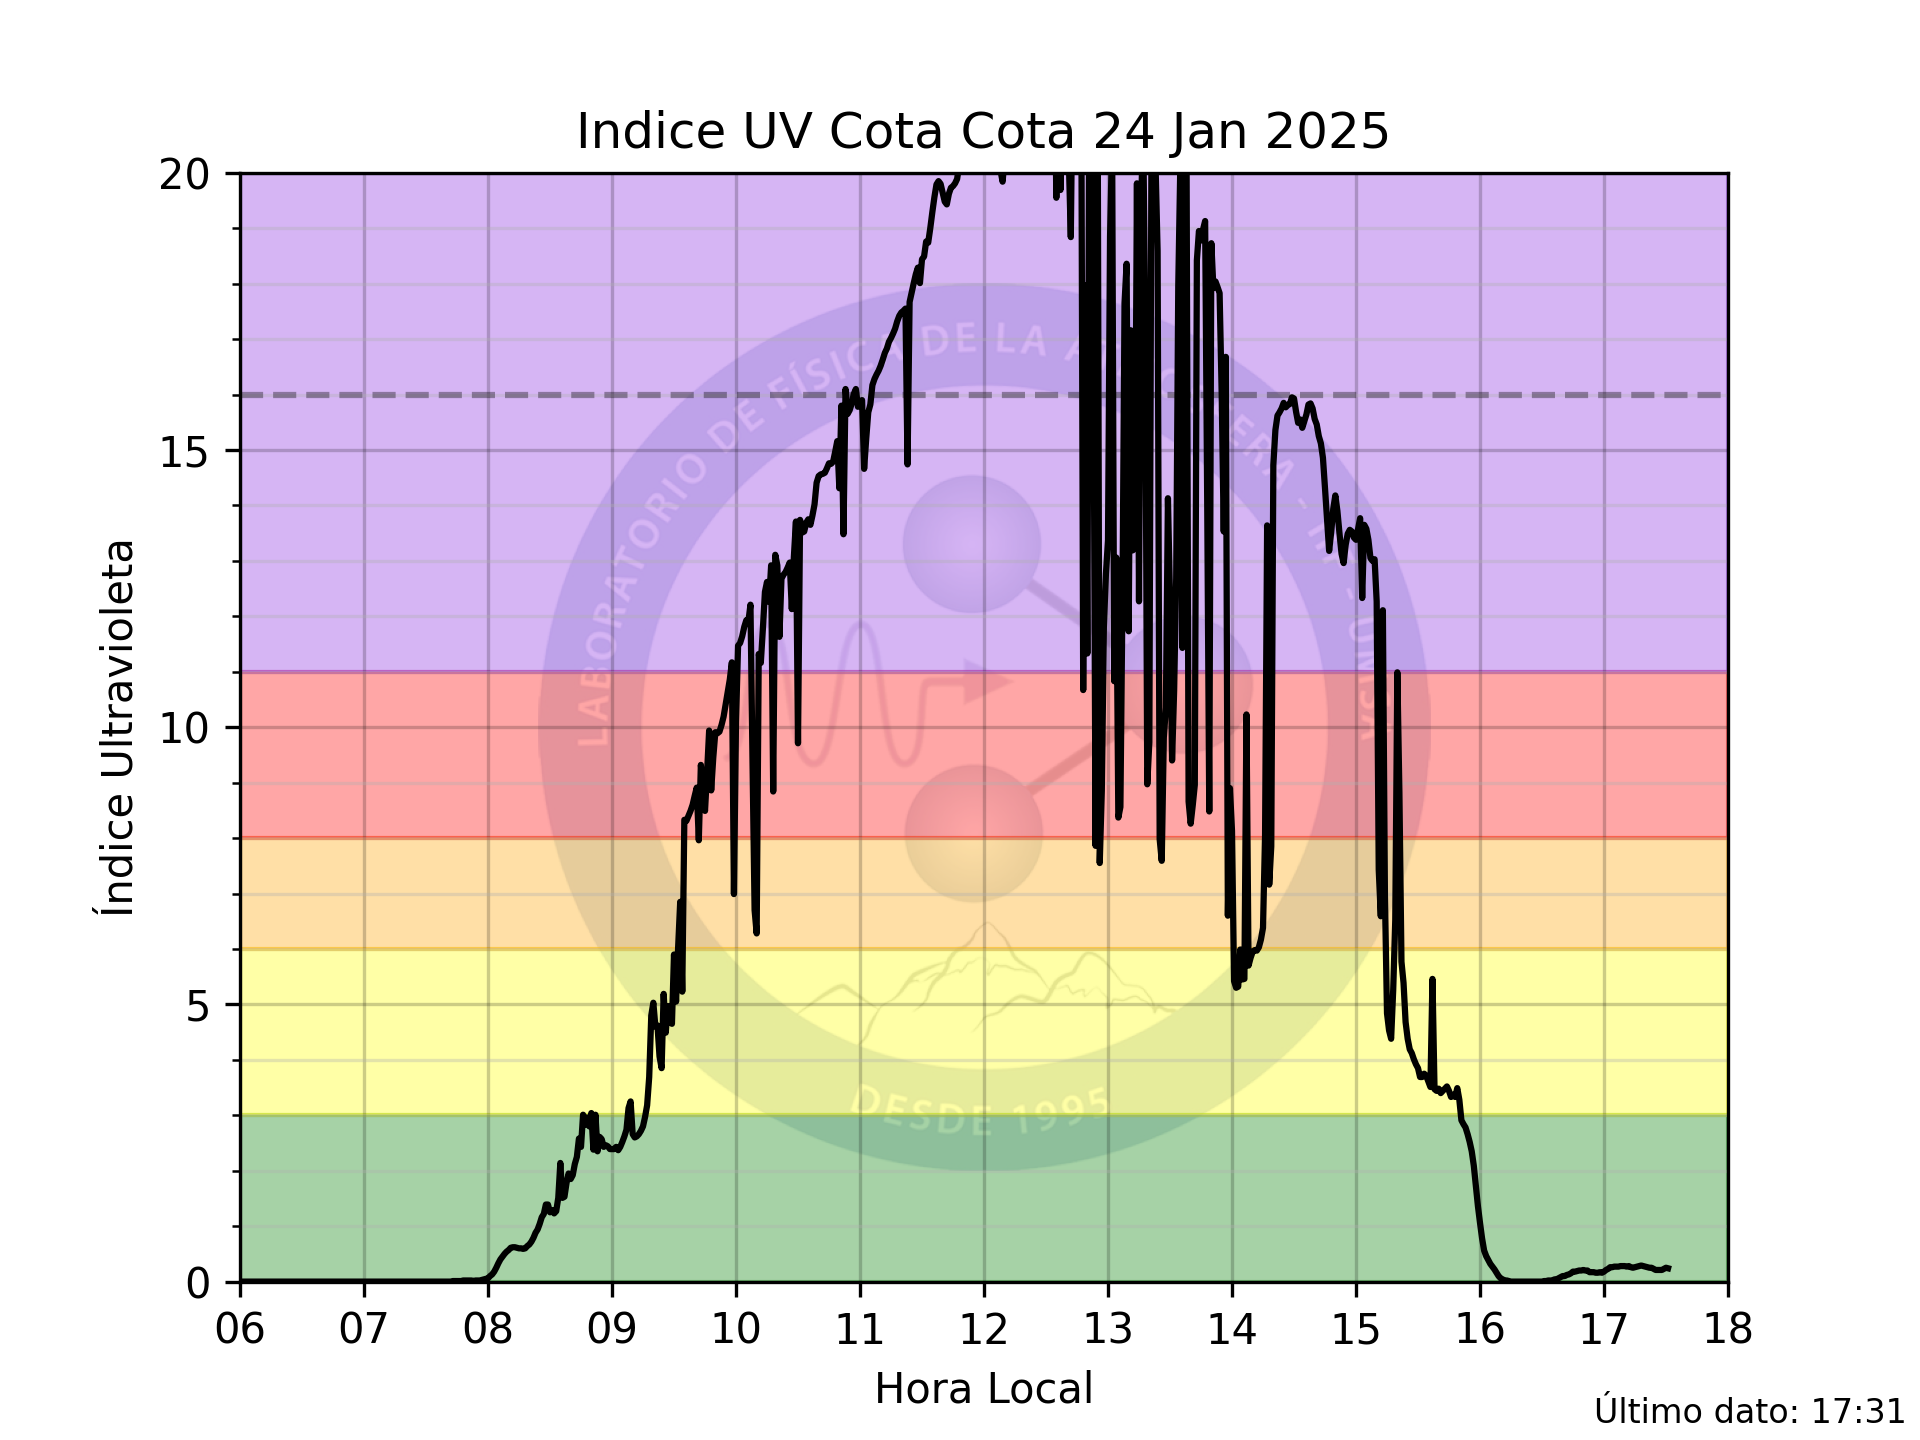 Indice UV Cota Cota 24 Jan 2025
20
15
10
5
0
Índice Ultravioleta
06 07 08 09 10 11 12 13 14 15 16 17 18
Hora Local
Último dato: 17:31
LABORATORIO DE FÍSICA DE LA
UMSA
DESDE 1995